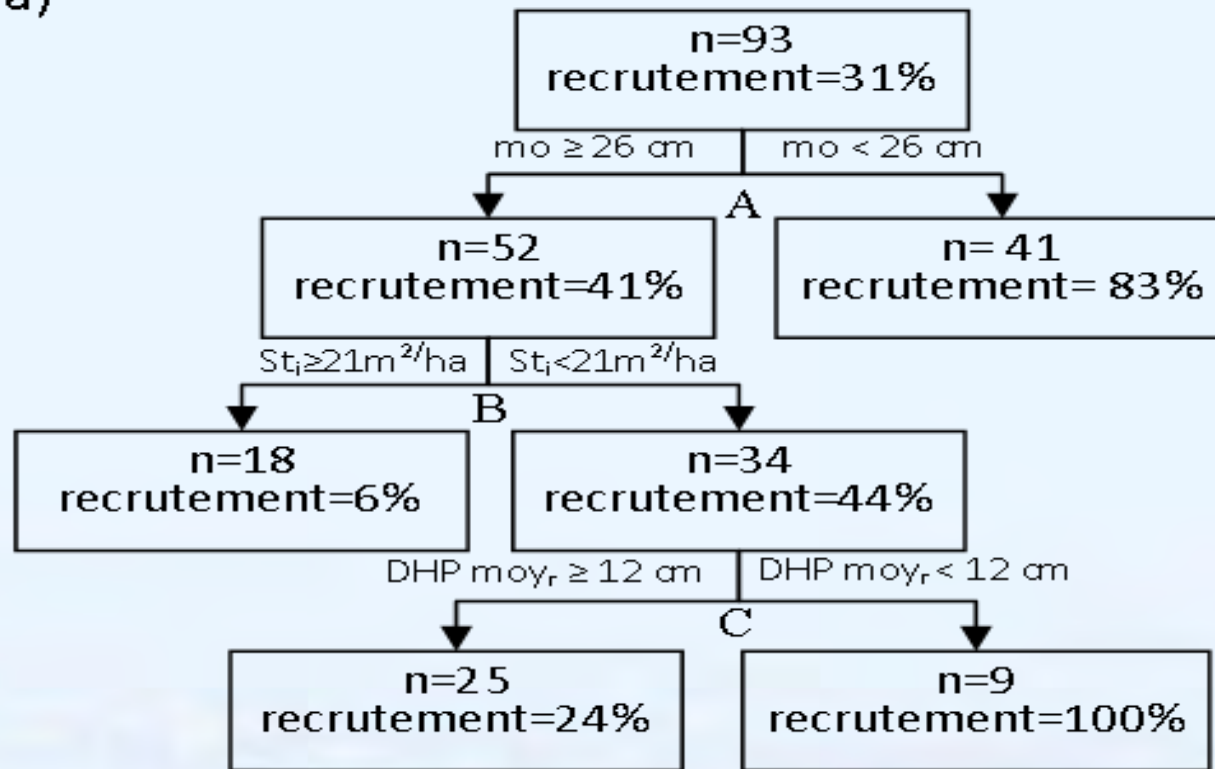 a)
n=93
recrutement=31%
mo ≥ 26 cm
mo < 26 cm
A
n=52
recrutement=41%
n= 41
recrutement= 83%
Stᵢ≥21m²/ha
Stᵢ<21m²/ha
B
n=18
recrutement=6%
n=34
recrutement=44%
DHP moyᵣ ≥ 12 cm
DHP moyᵣ < 12 cm
C
n=25
recrutement=24%
n=9
recrutement=100%